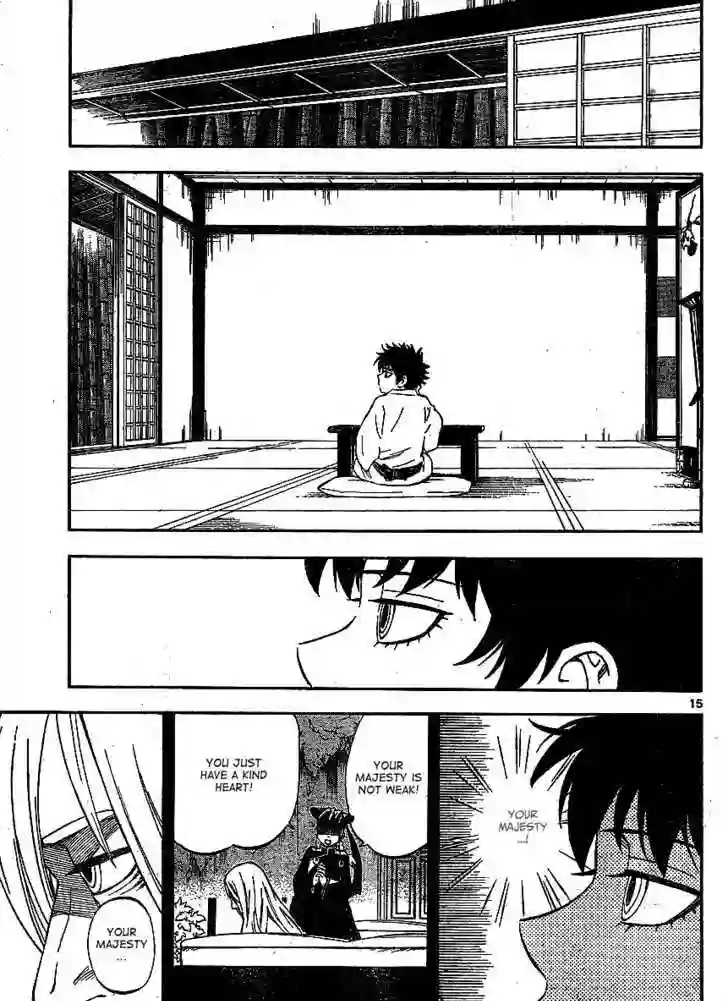 15
YOUR
MAJESTY
...!
YOUR
MAJESTY IS
NOT WEAK!
YOU JUST
HAVE A KIND
HEART!
YOUR
MAJESTY
...